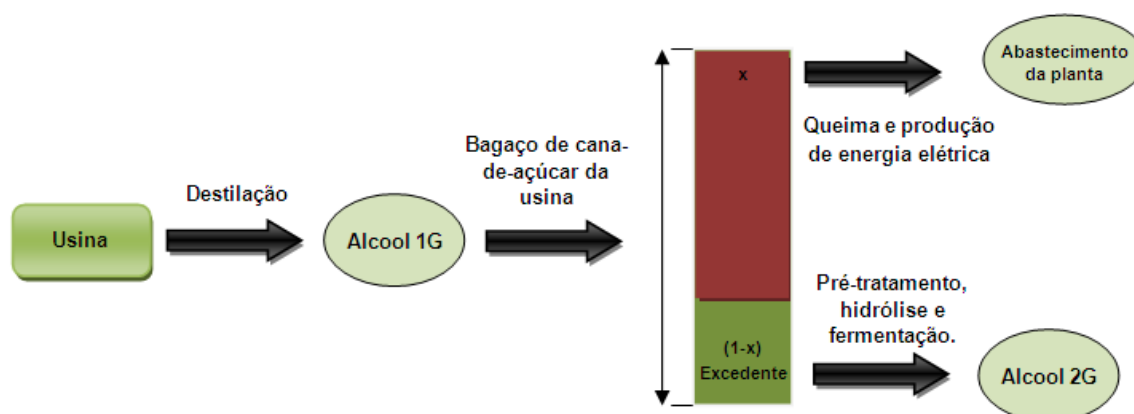 Usina
Destilação
Alcool 1G
Bagaço de cana-
de-açúcar da
usina
x
Queima e produção
de energia elétrica
Abastecimento
da planta
(1-x)
Excedente
Pré-tratamento,
hidrólise e
fermentação.
Alcool 2G